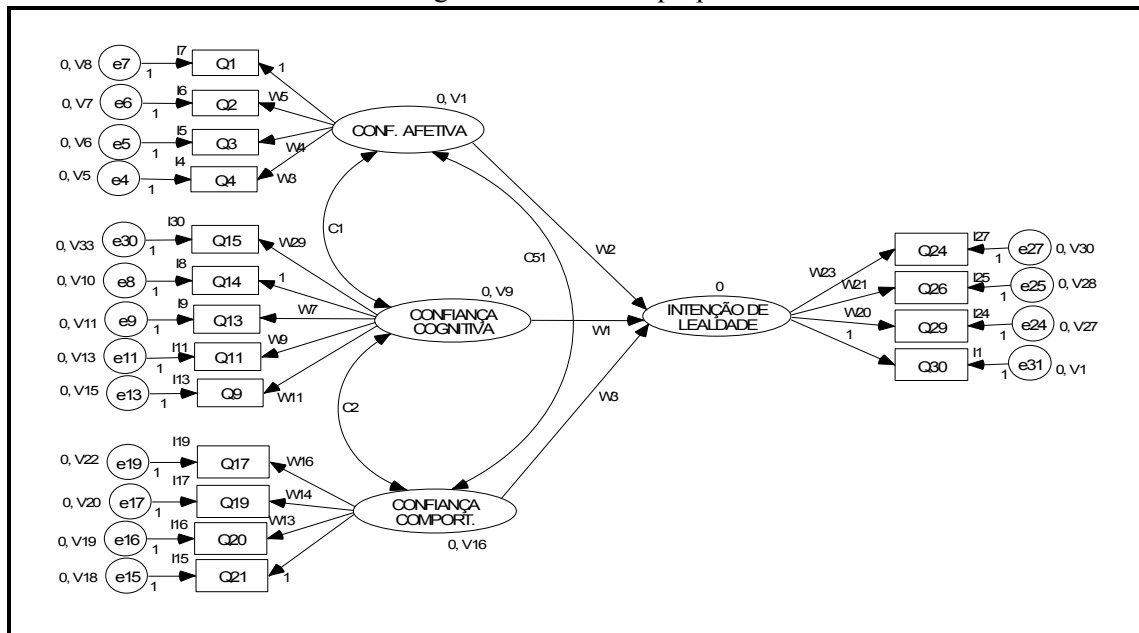 I7
0, V8 e7 1 Q1 1
I6
0, V7 e6 1 Q2 W5
0, V1
CONF. AFETIVA
I5
0, V6 e5 1 Q3 W4
I4
0, V5 e4 1 Q4 W3
C1
C51
W2
I30
0, V33 e30 1 Q15 W29
I8
0, V10 e8 1 Q14 1
I9
0, V11 e9 1 Q13 W7
0, V9
CONFIANÇA
COGNITIVA
W1
I11
0, V13 e11 1 Q11 W9
I13
0, V15 e13 1 Q9 W11
C2
W3
0
INTENÇÃO DE
LEALDADE
W23 Q24 I27 1 e27 0, V30
W21 Q26 I25 1 e25 0, V28
W20 Q29 I24 1 e24 0, V27
1 Q30 I1 1 e31 0, V1
I19
0, V22 e19 1 Q17 W16
I17
0, V20 e17 1 Q19 W14
CONFIANÇA
COMPORT.
0, V16
I16
0, V19 e16 1 Q20 W13
I15
0, V18 e15 1 Q21 1